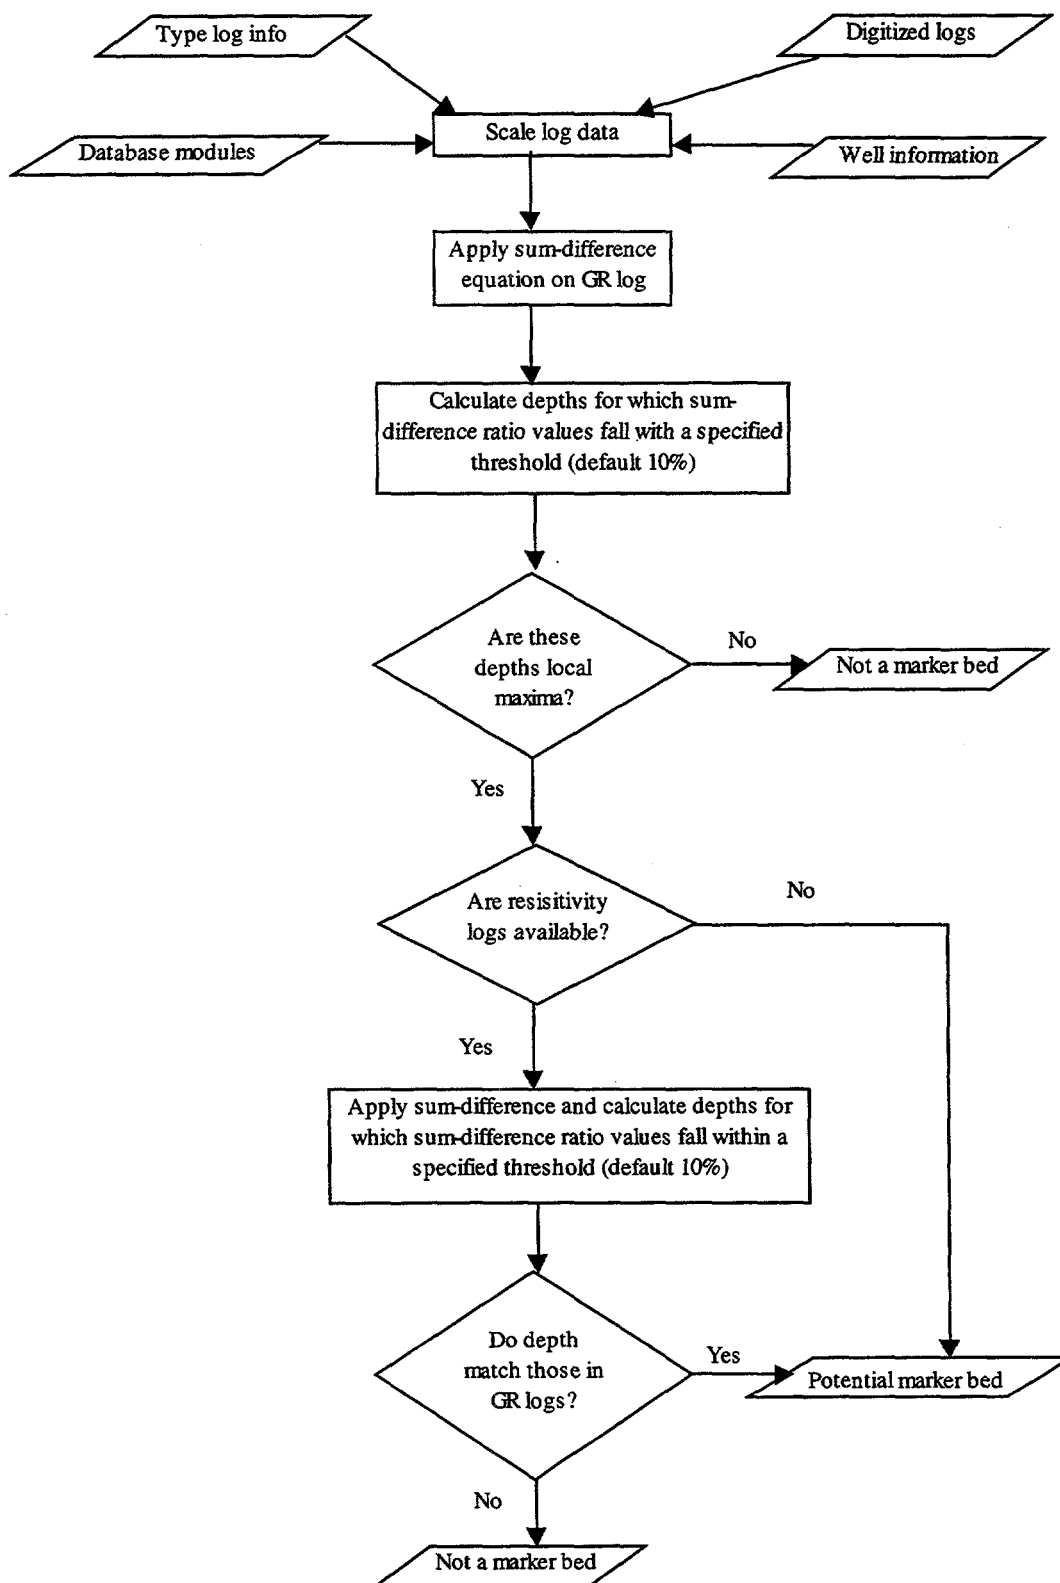 Type log info
Digitized logs
Scale log data
Database modules
Well information
Apply sum-difference
equation on GR log
Calculate depths for which sum-
difference ratio values fall with a specified
threshold (default 10%)
Are these
depths local
maxima?
No
Not a marker bed
Yes
Are resisitivity
logs available?
No
Yes
Apply sum-difference and calculate depths for
which sum-difference ratio values fall within a
specified threshold (default 10%)
Do depth
match those in
GR logs?
Yes
Potential marker bed
No
Not a marker bed